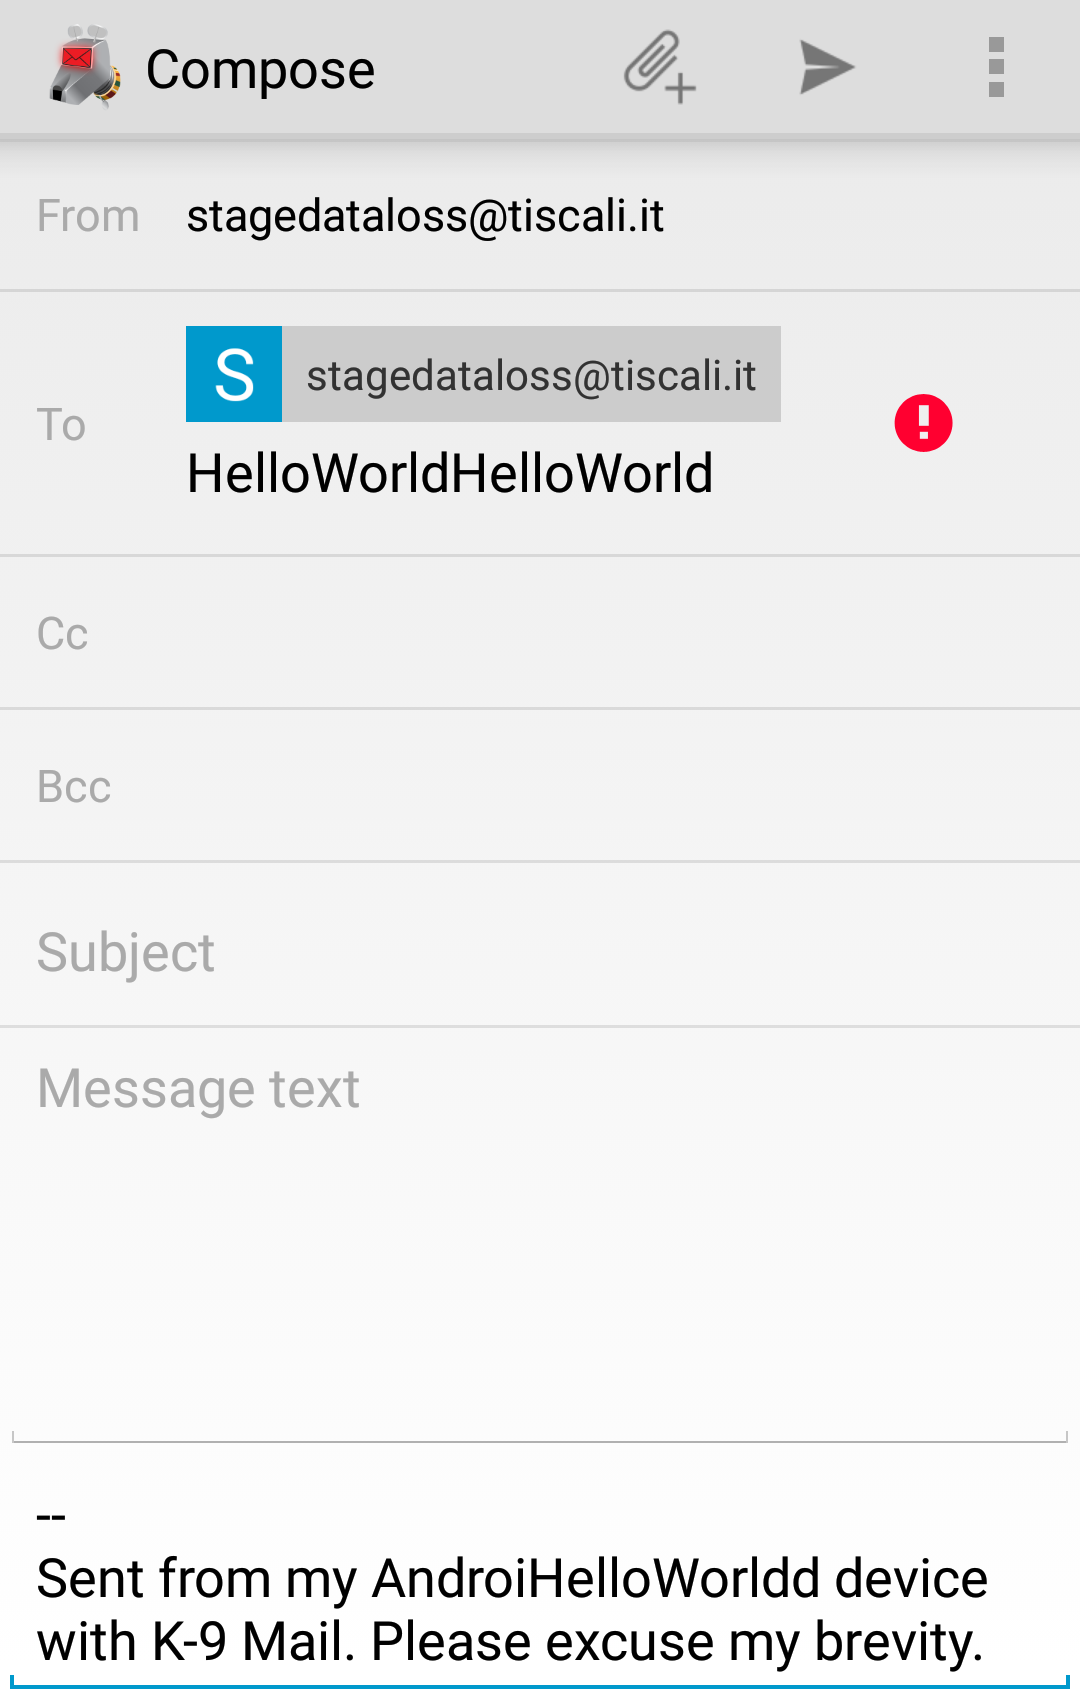 Compose
From stagedataloss@tiscali.it
S stagedataloss@tiscali.it
To
HelloWorldHelloWorld
Cc
Bcc
Subject
Message text
--
Sent from my AndroiHelloWorldd device
with K-9 Mail. Please excuse my brevity.